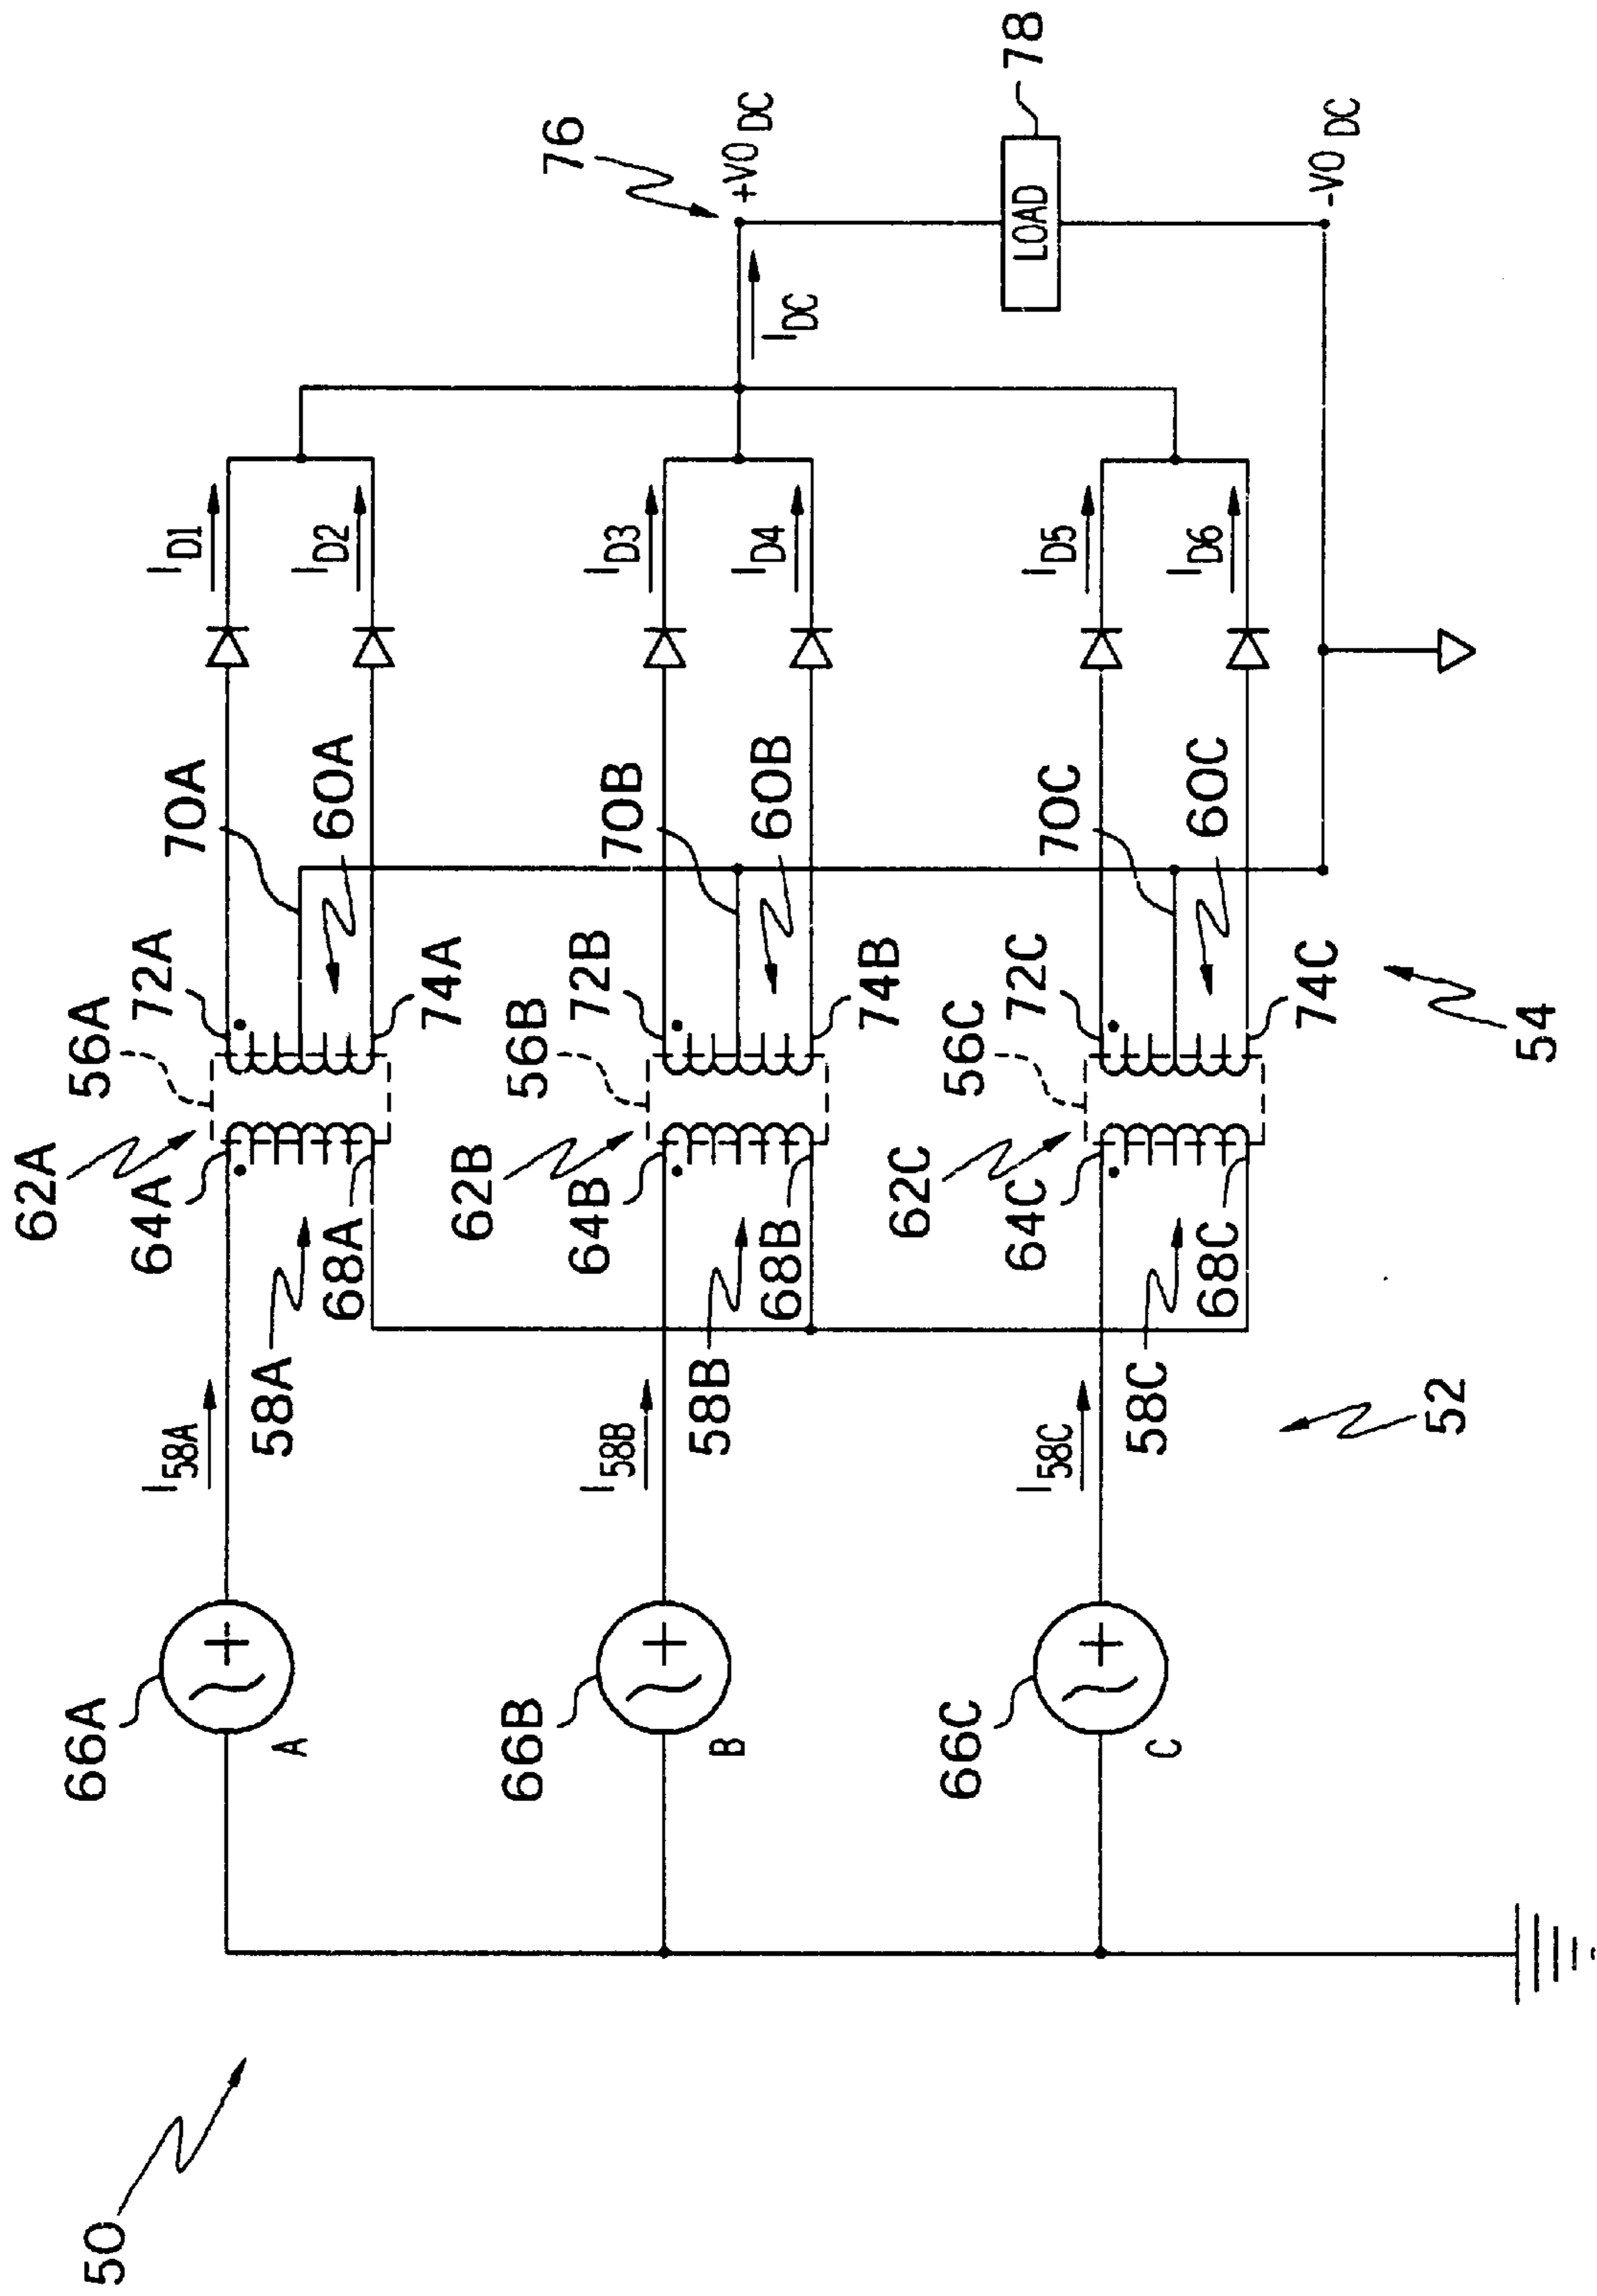 50
66A
A
66B
B
66C
C
I58A
I58B
I58C
52
62A
64A
58A
68A
56A
72A
70A
60A
74A
62B
64B
58B
68B
56B
72B
70B
60B
74B
62C
64C
58C
68C
56C
72C
70C
60C
74C
54
ID1
ID2
ID3
ID4
ID5
ID6
IDC
76
+VO DC
LOAD
78
-VO DC